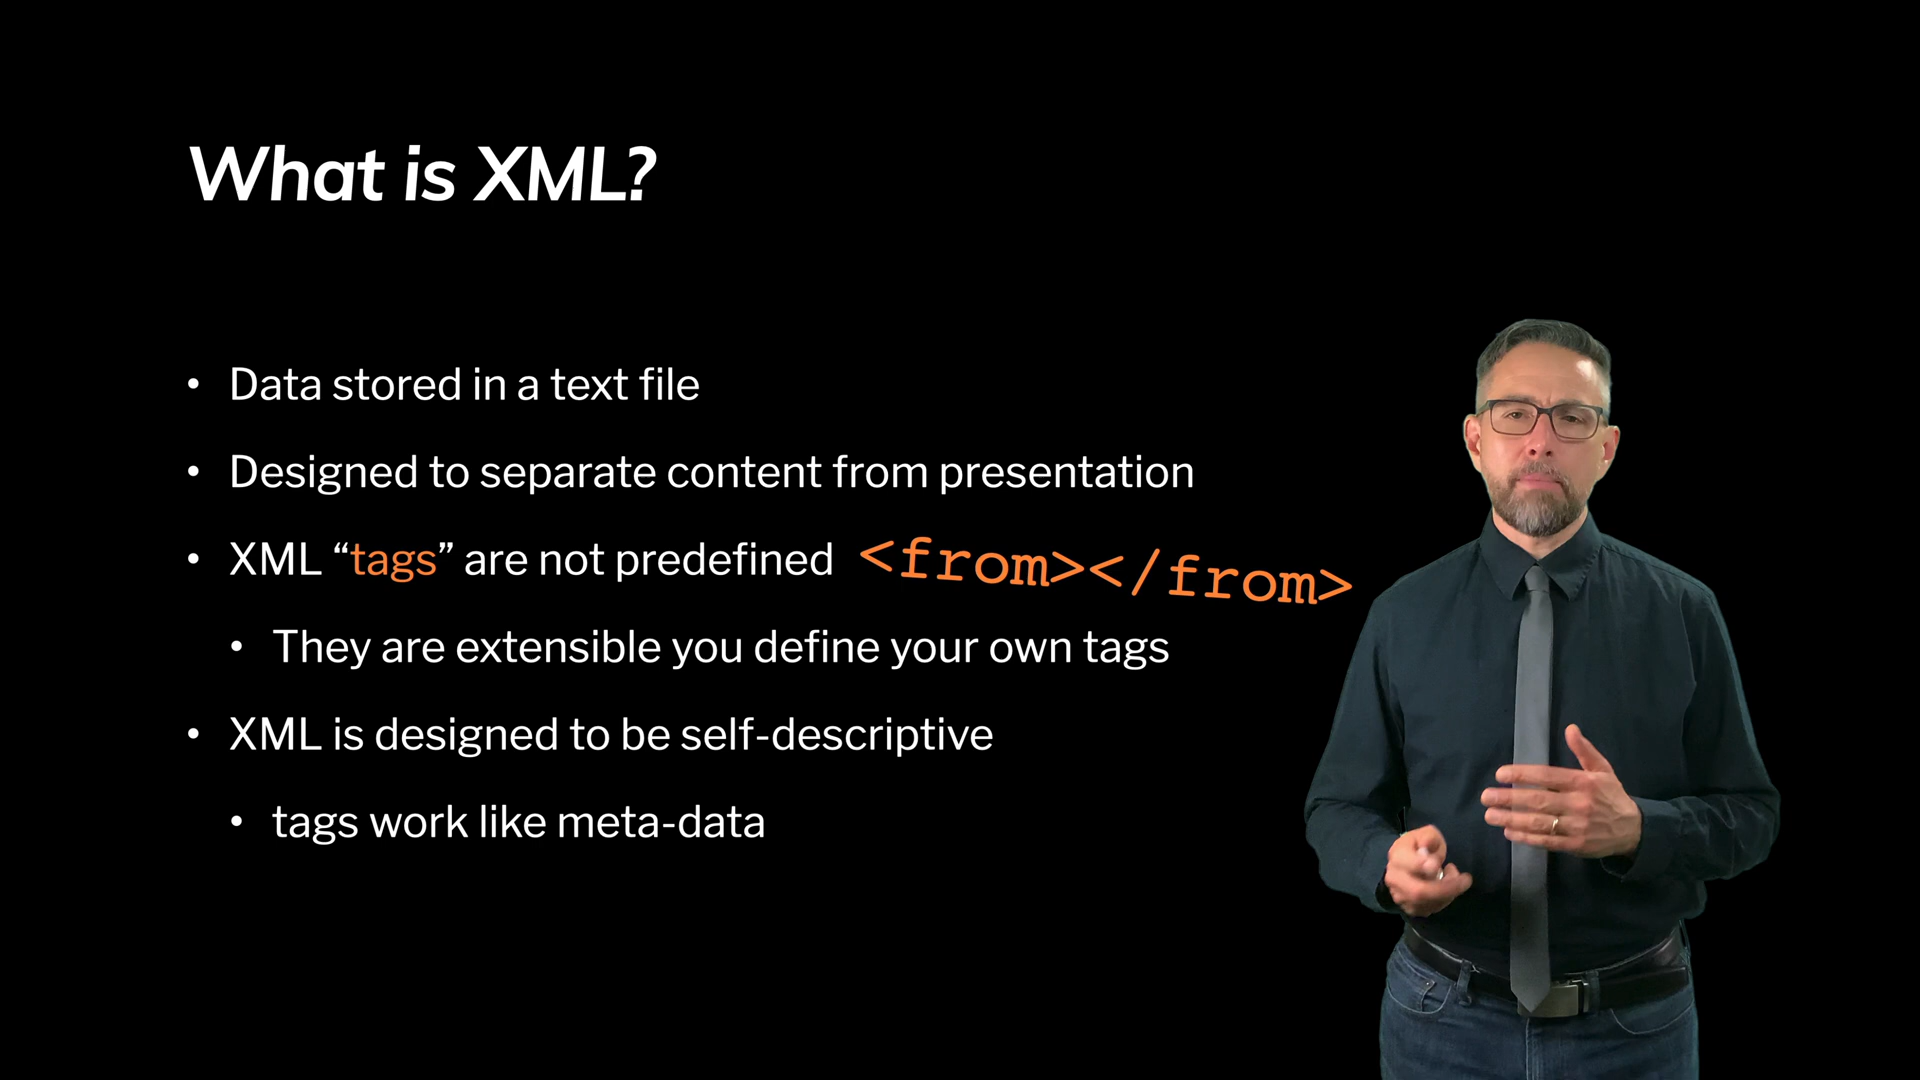 What is XML?
• Data stored in a text file
• Designed to separate content from presentation
• XML “tags” are not predefined <from></from>
• They are extensible you define your own tags
• XML is designed to be self-descriptive
• tags work like meta-data